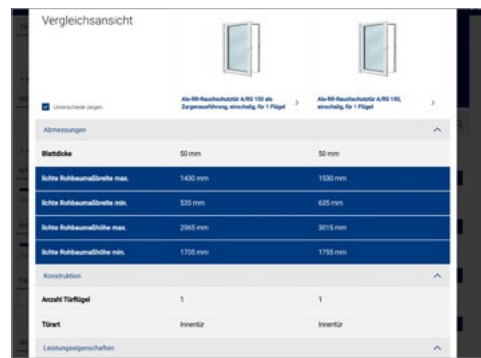 Vergleichsansicht
Unterschiede zeigen
Alu-RR-Rauchschutztür A/RS 150 als
Zargenausführung, einschalig, für 1 Flügel
Alu-RR-Rauchschutztür A/RS 150,
einschalig, für 1 Flügel
Abmessungen
Blattdicke 50 mm 50 mm
lichte Rohbaumaßbreite max. 1430 mm 1530 mm
lichte Rohbaumaßbreite min. 535 mm 635 mm
lichte Rohbaumaßhöhe max. 2965 mm 3015 mm
lichte Rohbaumaßhöhe min. 1705 mm 1755 mm
Konstruktion
Anzahl Türflügel 1 1
Türart Innentür Innentür
Leistungseigenschaften